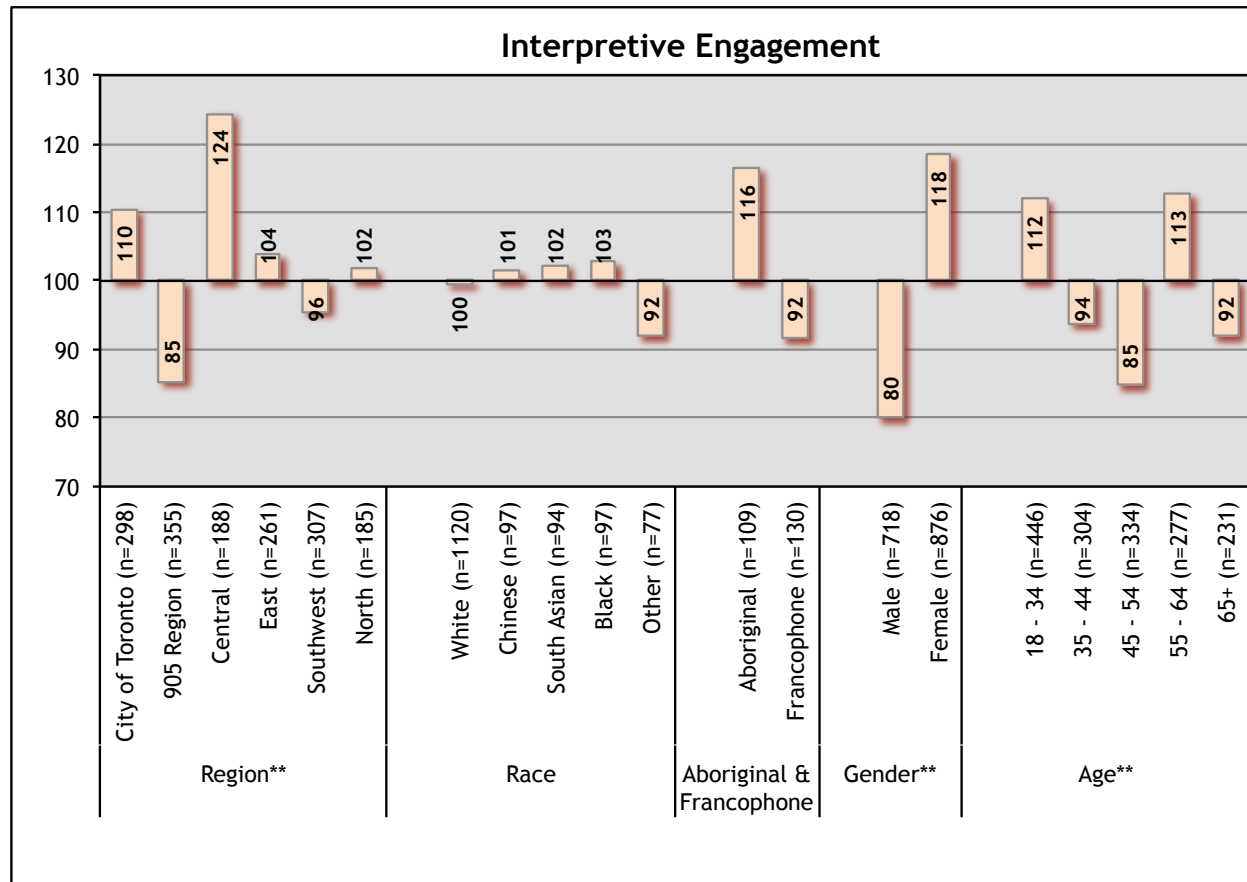 Interpretive Engagement
130
120
110
100
90
80
70
110
85
124
104
96
102
100
101
102
103
92
116
92
80
118
112
94
85
113
92
City of Toronto (n=298)
905 Region (n=355)
Central (n=188)
East (n=261)
Southwest (n=307)
North (n=185)
White (n=1120)
Chinese (n=97)
South Asian (n=94)
Black (n=97)
Other (n=77)
Aboriginal (n=109)
Francophone (n=130)
Male (n=718)
Female (n=876)
18 - 34 (n=446)
35 - 44 (n=304)
45 - 54 (n=334)
55 - 64 (n=277)
65+ (n=231)
Region**
Race
Aboriginal &
Francophone
Gender**
Age**